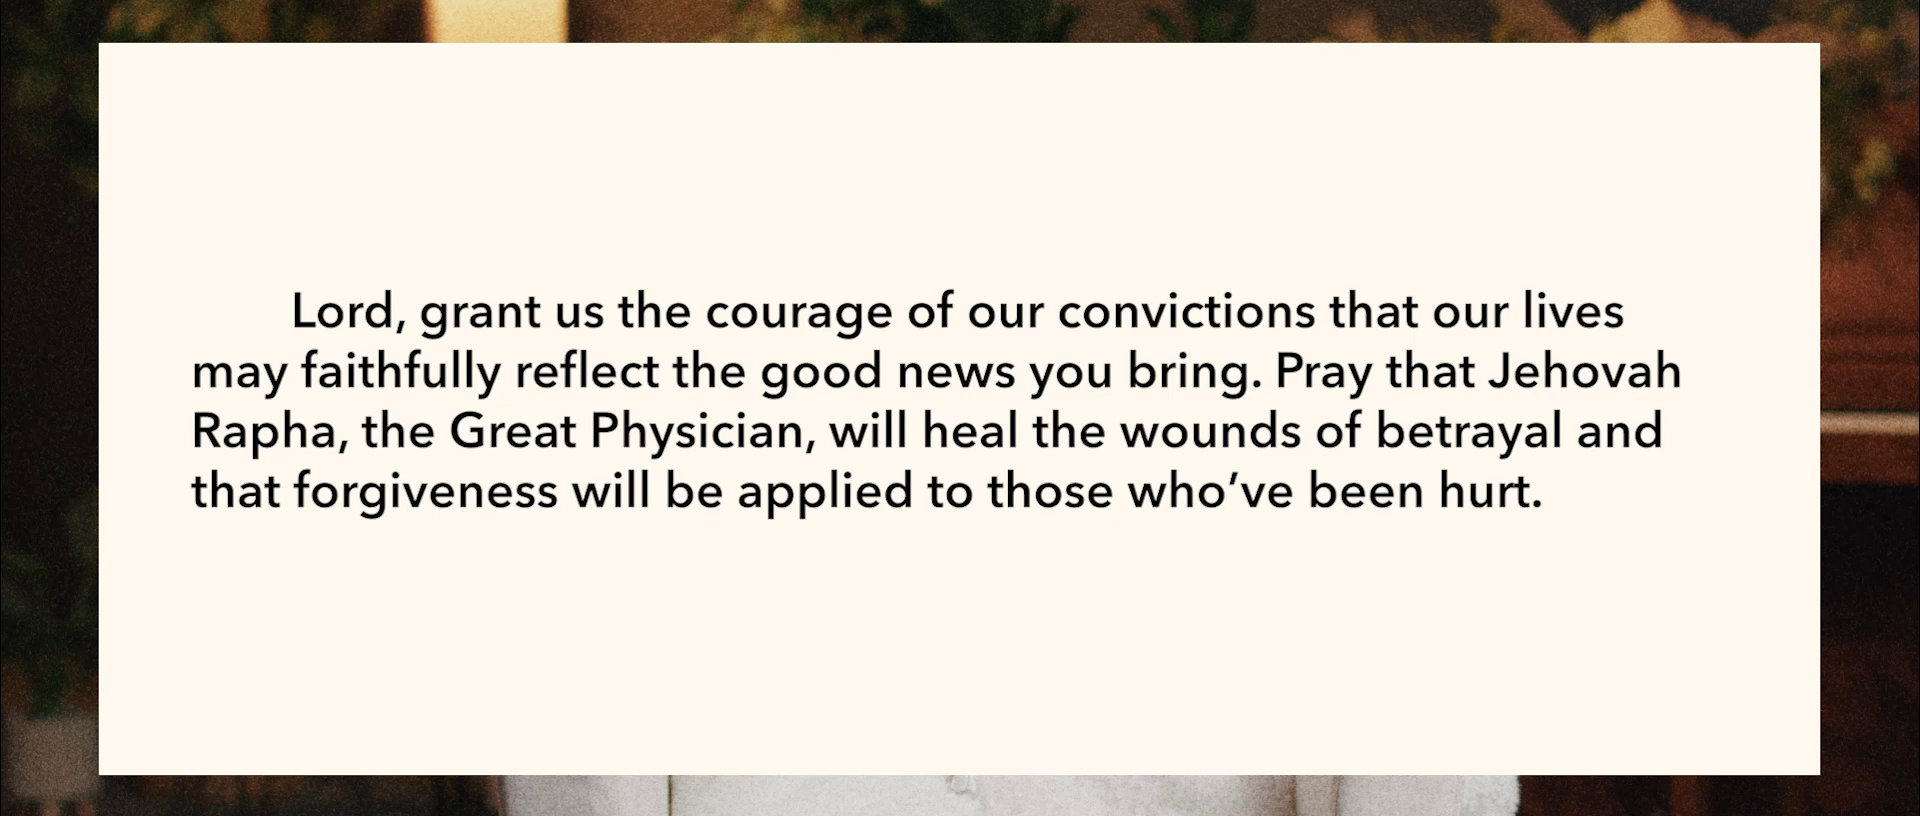 Lord, grant us the courage of our convictions that our lives
may faithfully reflect the good news you bring. Pray that Jehovah
Rapha, the Great Physician, will heal the wounds of betrayal and
that forgiveness will be applied to those who’ve been hurt.